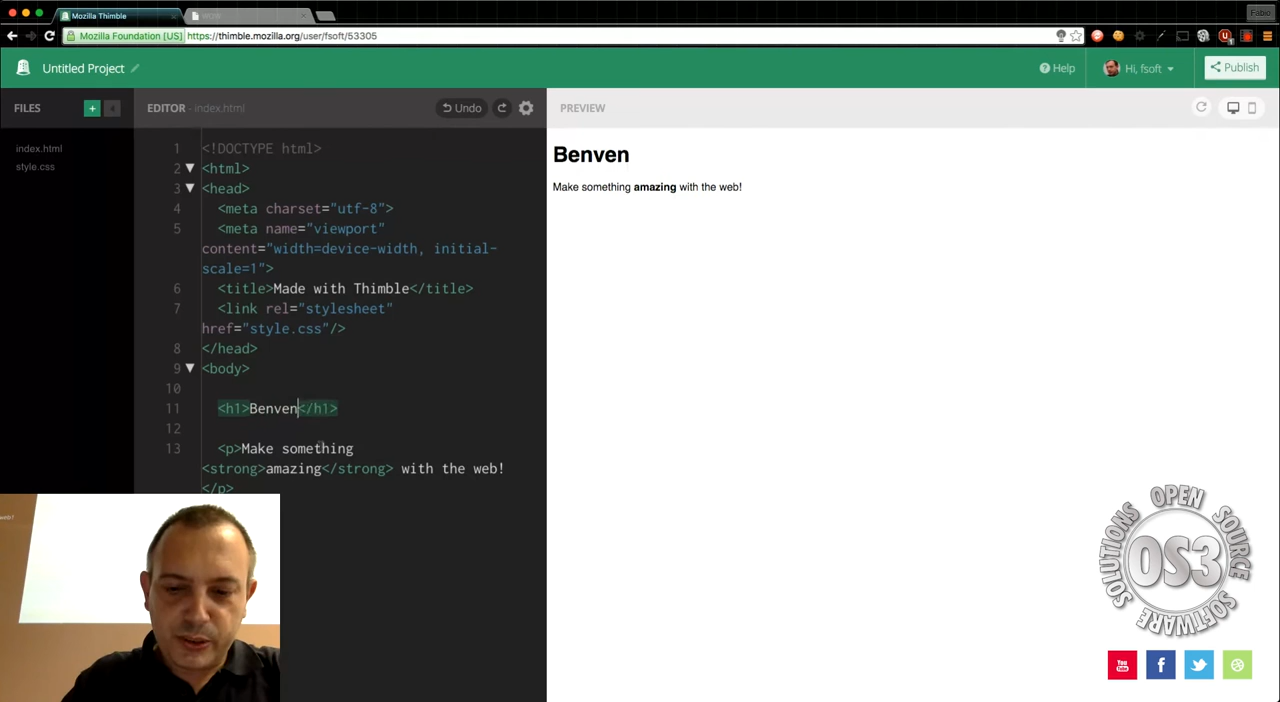 Mozilla Thimble
Fabio
Mozilla Foundation [US]
https://thimble.mozilla.org/user/fsoft/53305
Untitled Project
Help
Hi, fsoft
Publish
FILES
EDITOR - index.html
Undo
PREVIEW
index.html
style.css
1 <!DOCTYPE html>
2 <html>
3 <head>
4 <meta charset="utf-8">
5 <meta name="viewport"
content="width=device-width, initial-
scale=1">
6 <title>Made with Thimble</title>
7 <link rel="stylesheet"
href="style.css"/>
8 </head>
9 <body>
10
11 <h1>Benven</h1>
12
13 <p>Make something
<strong>amazing</strong> with the web!
</p>
Benven
Make something amazing with the web!
web!
OPEN SOURCE
SOFTWARE SOLUTIONS
OS3
You
Tube